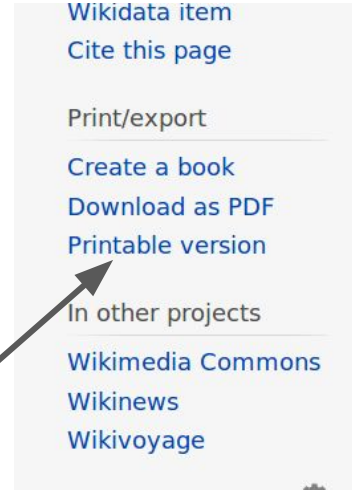 Wikidata item
Cite this page
Print/export
Create a book
Download as PDF
Printable version
In other projects
Wikimedia Commons
Wikinews
Wikivoyage